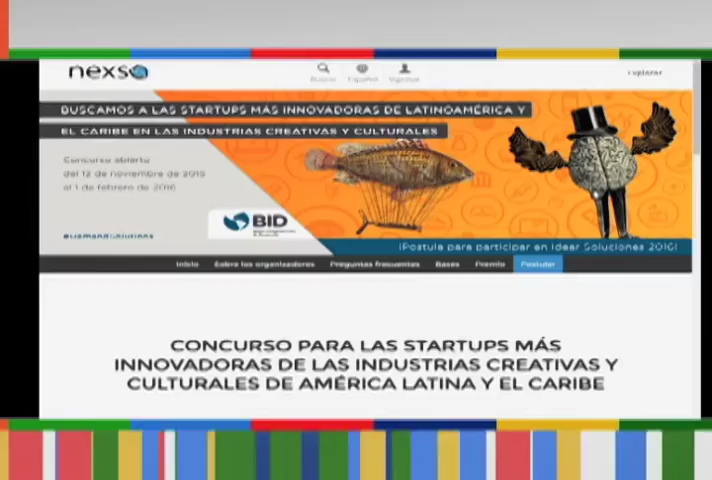 nexso
Buscar Español Ingresar
Explorar
BUSCAMOS A LAS STARTUPS MÁS INNOVADORAS DE LATINOAMÉRICA Y
EL CARIBE EN LAS INDUSTRIAS CREATIVAS Y CULTURALES
Concurso abierto
del 12 de noviembre de 2015
al 1 de febrero de 2016
BID
¡Postula para participar en Idear Soluciones 2016!
Inicio Sobre los organizadores Preguntas frecuentes Bases Premio Postular
CONCURSO PARA LAS STARTUPS MÁS
INNOVADORAS DE LAS INDUSTRIAS CREATIVAS Y
CULTURALES DE AMÉRICA LATINA Y EL CARIBE